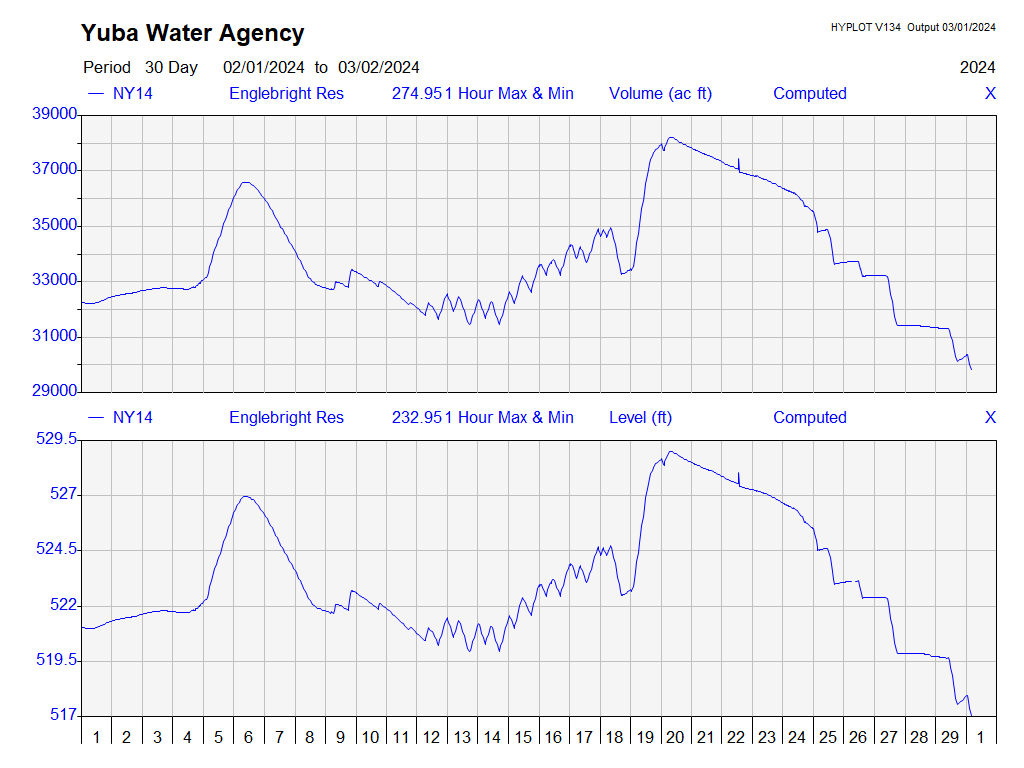 Yuba Water Agency
HYPLOT V134 Output 03/01/2024
Period 30 Day 02/01/2024 to 03/02/2024 2024
NY14 Englebright Res 274.951 Hour Max & Min Volume (ac ft) Computed X
39000
37000
35000
33000
31000
29000
NY14 Englebright Res 232.951 Hour Max & Min Level (ft) Computed X
529.5
527
524.5
522
519.5
517
1 2 3 4 5 6 7 8 9 10 11 12 13 14 15 16 17 18 19 20 21 22 23 24 25 26 27 28 29 1